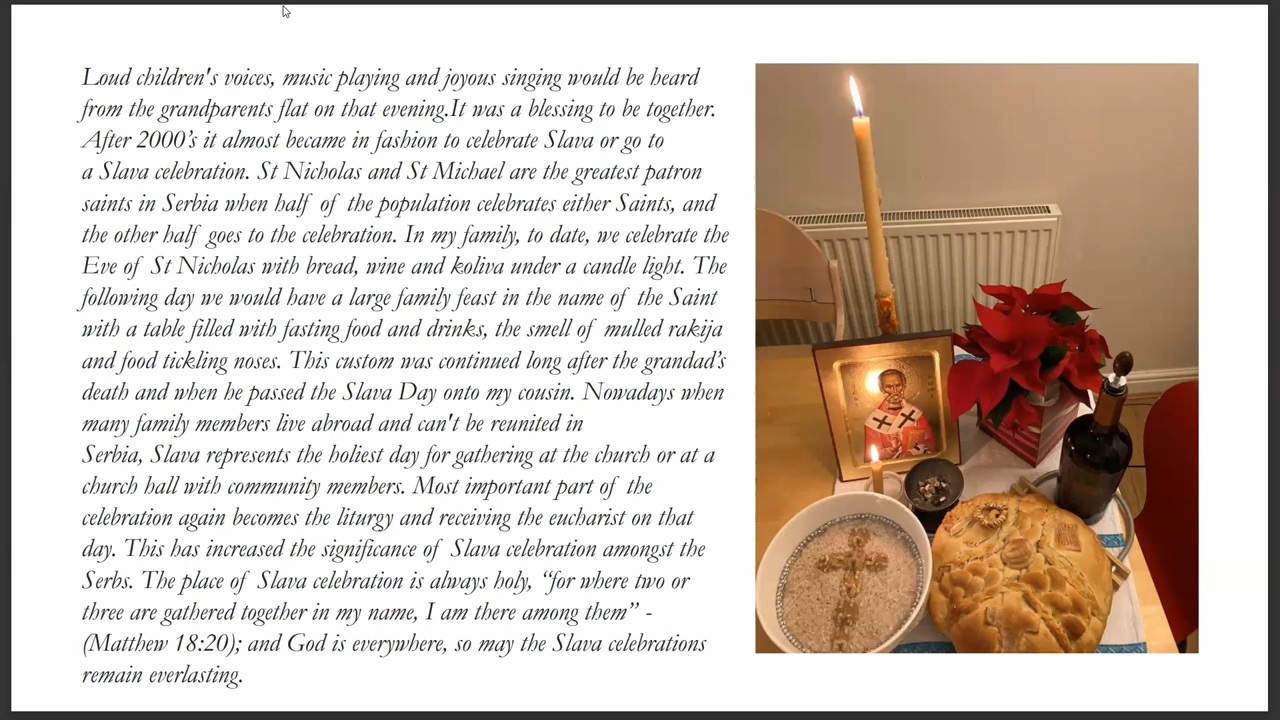 Loud children's voices, music playing and joyous singing would be heard
from the grandparents flat on that evening.It was a blessing to be together.
After 2000’s it almost became in fashion to celebrate Slava or go to
a Slava celebration. St Nicholas and St Michael are the greatest patron
saints in Serbia when half of the population celebrates either Saints, and
the other half goes to the celebration. In my family, to date, we celebrate the
Eve of St Nicholas with bread, wine and koliva under a candle light. The
following day we would have a large family feast in the name of the Saint
with a table filled with fasting food and drinks, the smell of mulled rakija
and food tickling noses. This custom was continued long after the grandad’s
death and when he passed the Slava Day onto my cousin. Nowadays when
many family members live abroad and can't be reunited in
Serbia, Slava represents the holiest day for gathering at the church or at a
church hall with community members. Most important part of the
celebration again becomes the liturgy and receiving the eucharist on that
day. This has increased the significance of Slava celebration amongst the
Serbs. The place of Slava celebration is always holy, “for where two or
three are gathered together in my name, I am there among them” -
(Matthew 18:20); and God is everywhere, so may the Slava celebrations
remain everlasting.